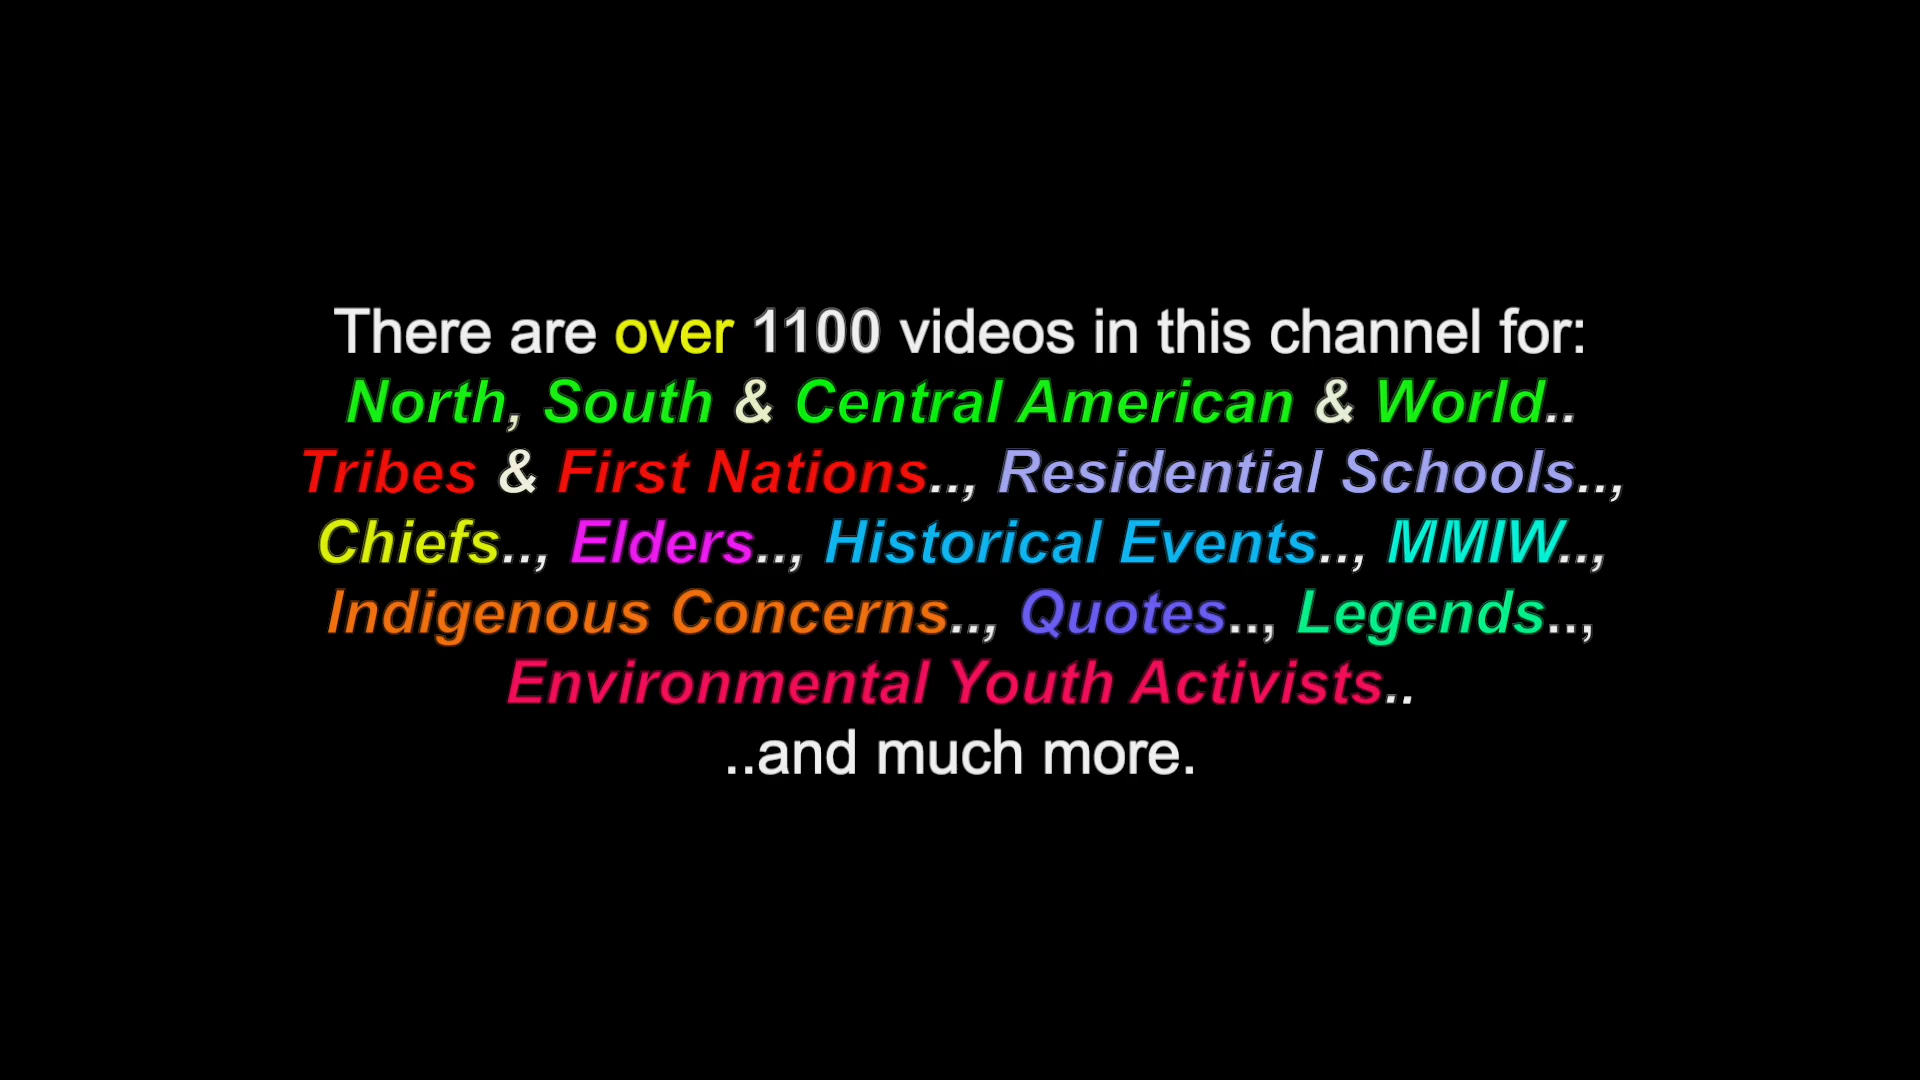 There are over 1100 videos in this channel for:
North, South & Central American & World..
Tribes & First Nations.., Residential Schools..,
Chiefs.., Elders.., Historical Events.., MMIW..,
Indigenous Concerns.., Quotes.., Legends..,
Environmental Youth Activists..
..and much more.